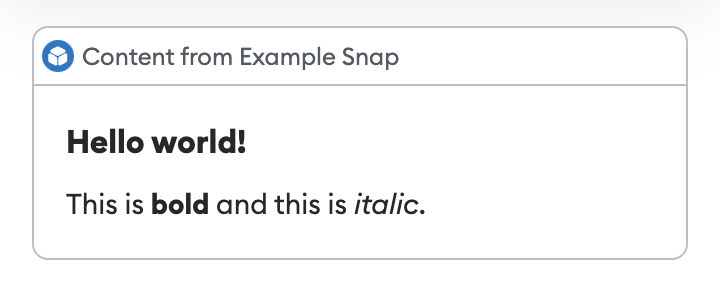 Content from Example Snap
Hello world!
This is bold and this is italic.